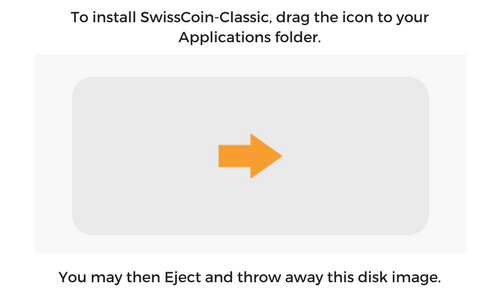 To install SwissCoin-Classic, drag the icon to your
Applications folder.
You may then Eject and throw away this disk image.